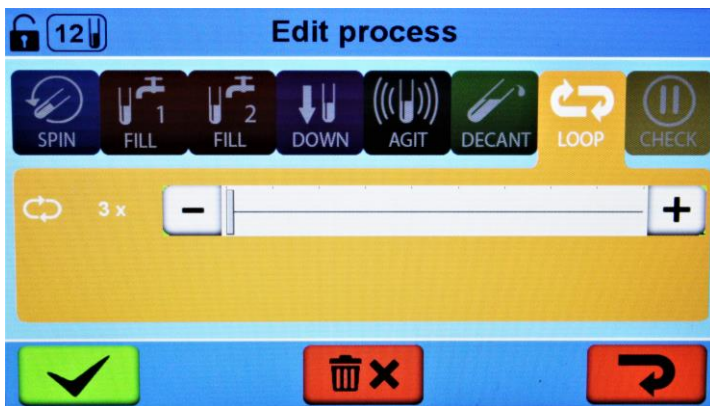 12 Edit process
SPIN
1 FILL
2 FILL
DOWN
AGIT
DECANT
LOOP
CHECK
3 x - +